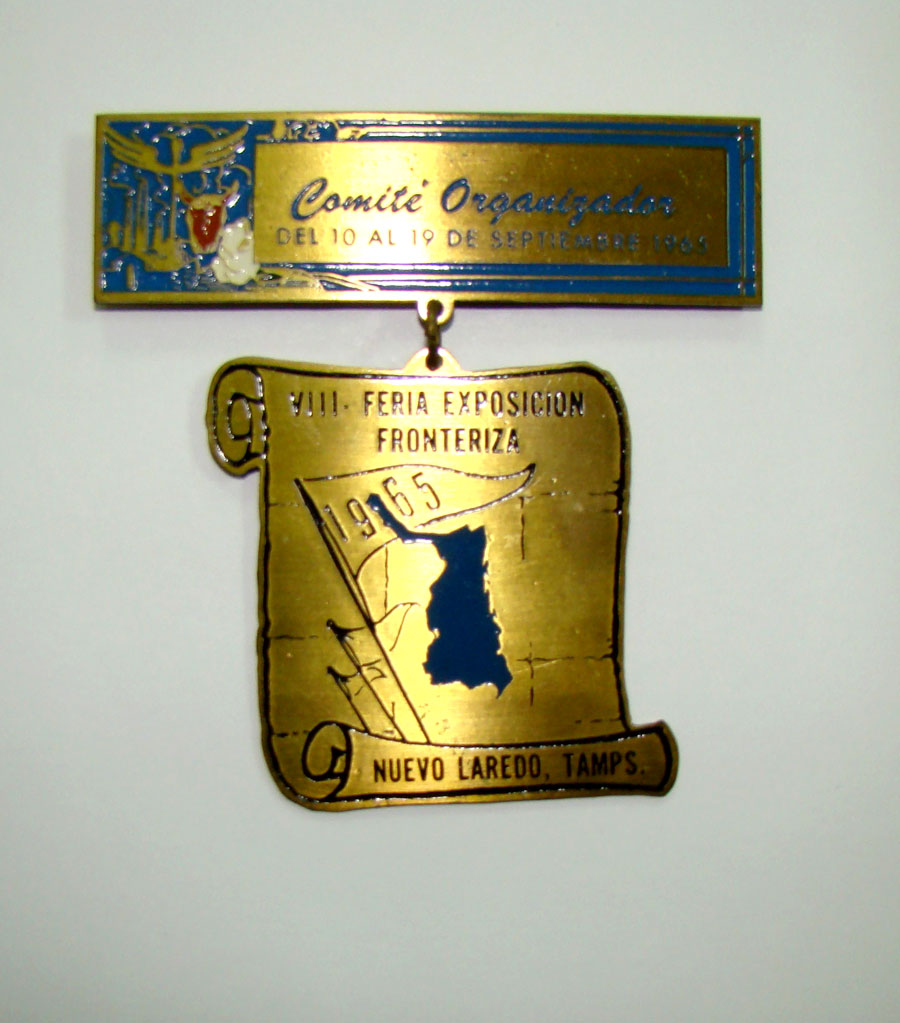 Comité Organizador
DEL 10 AL 19 DE SEPTIEMBRE 1965
VIII- FERIA EXPOSICION
FRONTERIZA
1965
NUEVO LAREDO, TAMPS.